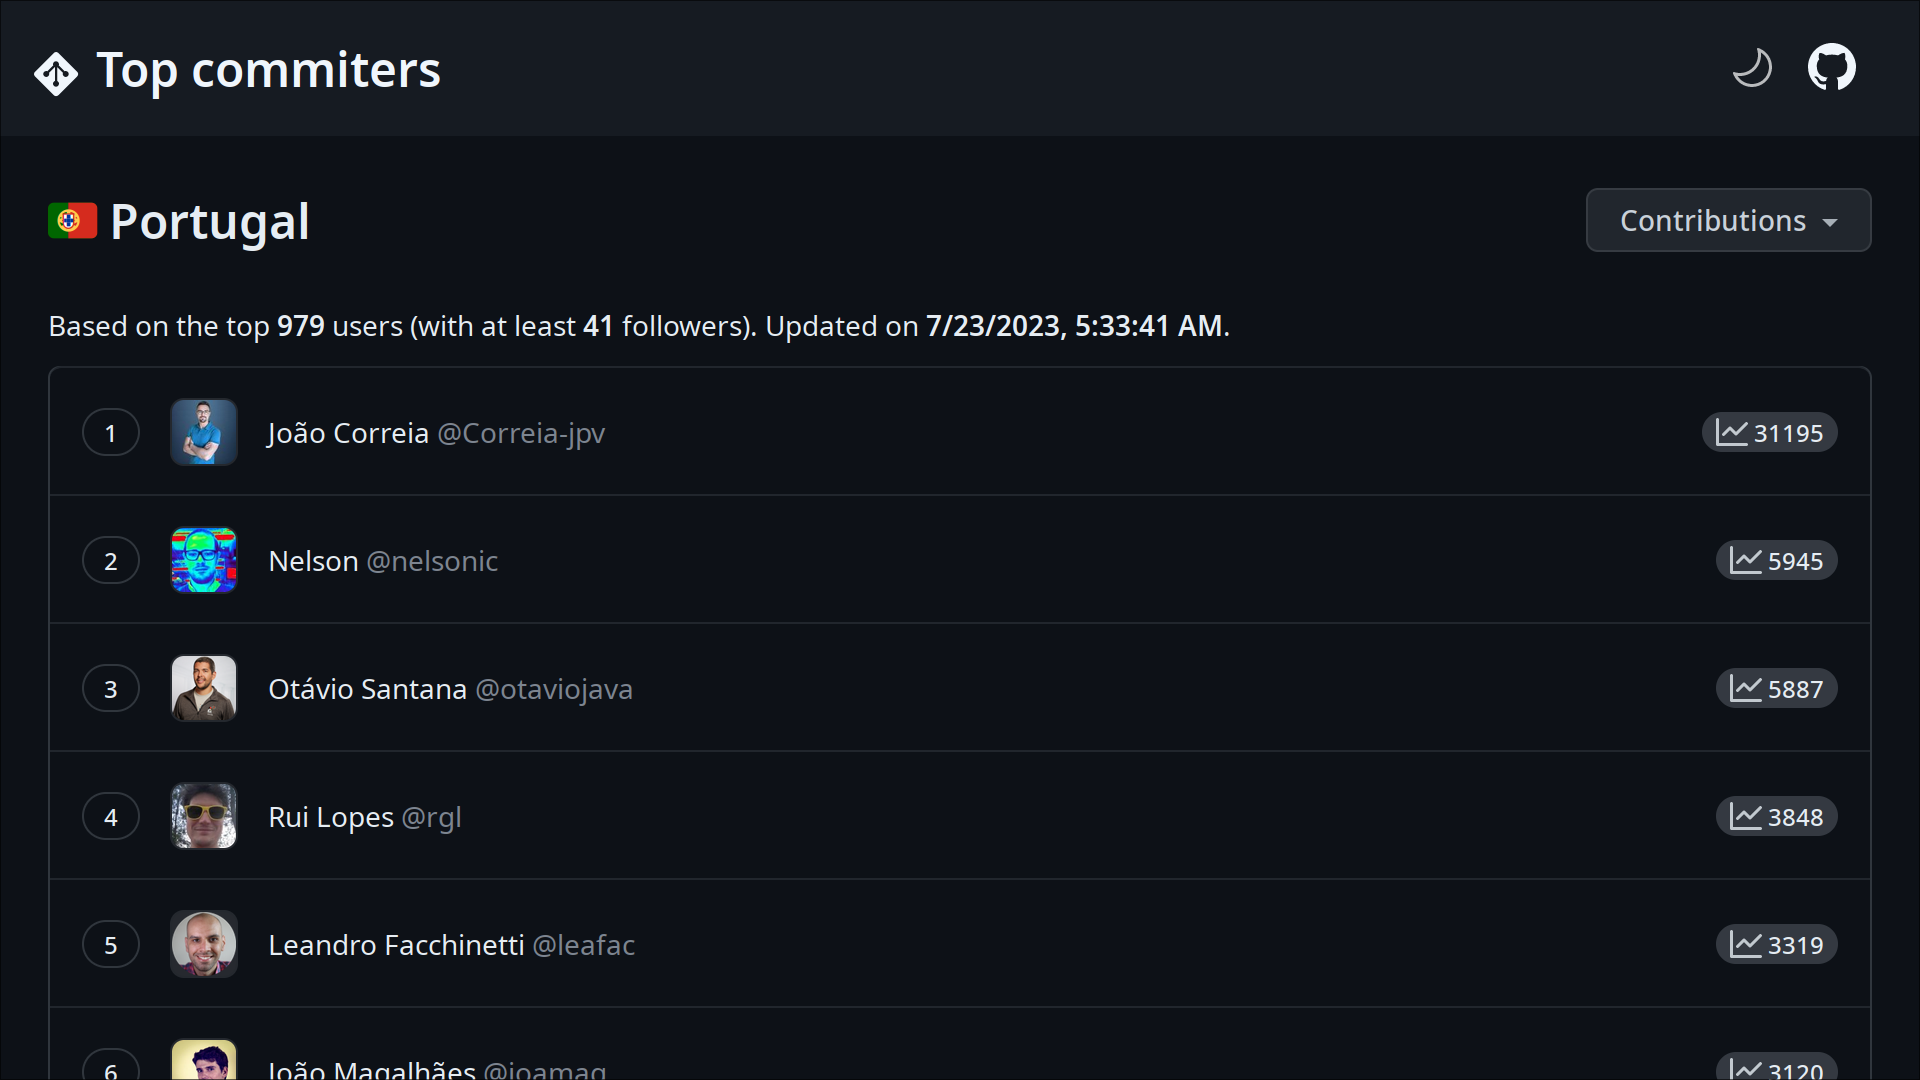 Top commiters
Portugal
Contributions
Based on the top 979 users (with at least 41 followers). Updated on 7/23/2023, 5:33:41 AM.
1 João Correia @Correia-jpv 31195
2 Nelson @nelsonic 5945
3 Otávio Santana @otaviojava 5887
4 Rui Lopes @rgl 3848
5 Leandro Facchinetti @leafac 3319
6 João Magalhães @joamag 3120